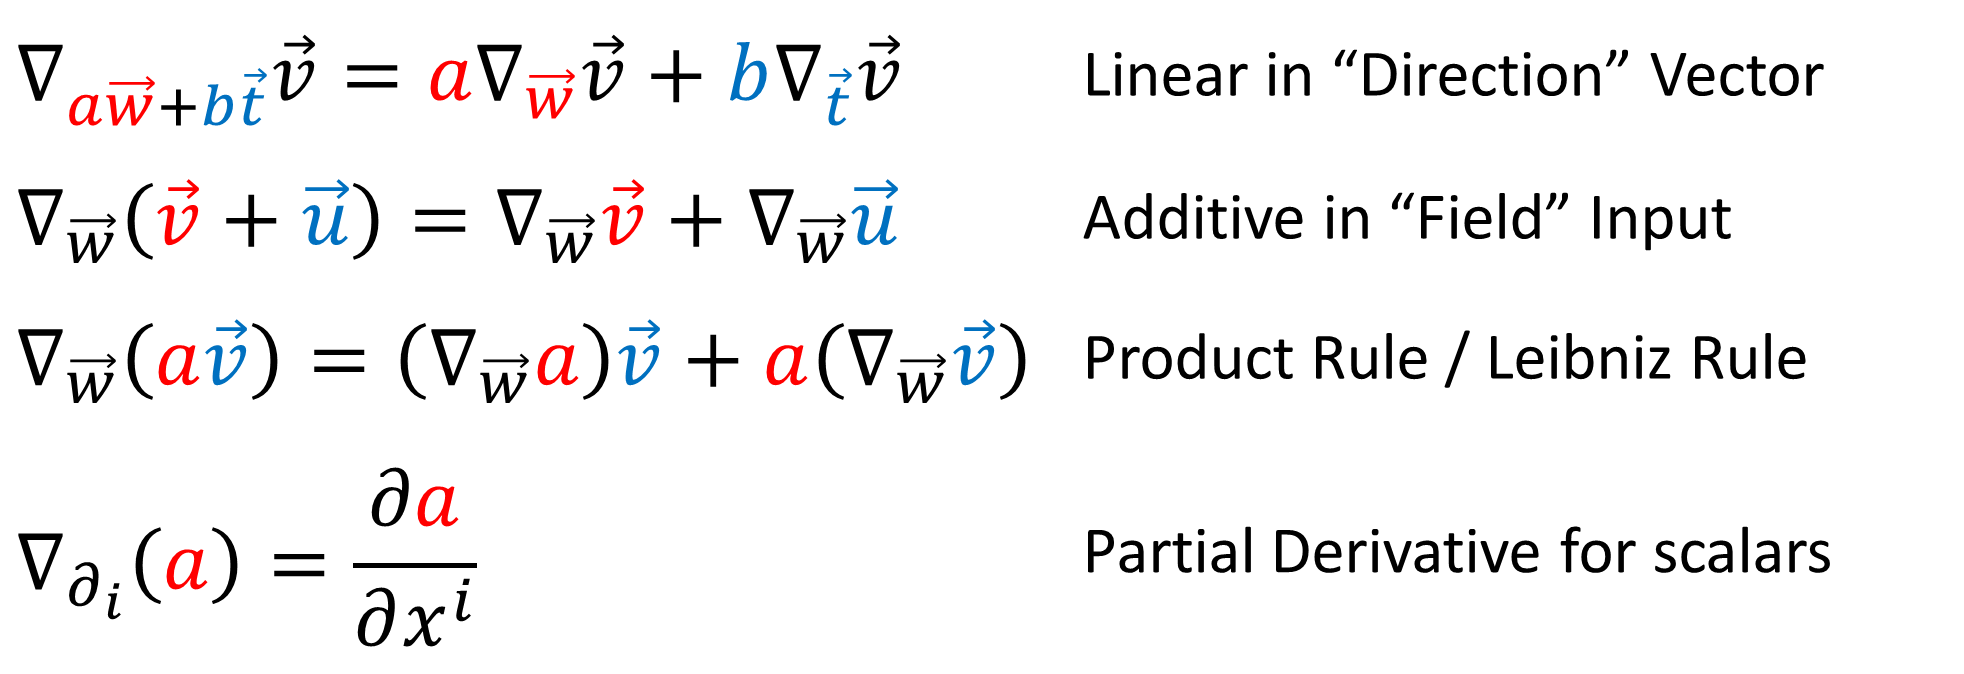 ∇_{a\vec{w}+b\vec{t}}\vec{v} = a∇_{\vec{w}}\vec{v} + b∇_{\vec{t}}\vec{v} Linear in “Direction” Vector
∇_{\vec{w}}(\vec{v} + \vec{u}) = ∇_{\vec{w}}\vec{v} + ∇_{\vec{w}}\vec{u} Additive in “Field” Input
∇_{\vec{w}}(a\vec{v}) = (∇_{\vec{w}}a)\vec{v} + a(∇_{\vec{w}}\vec{v}) Product Rule / Leibniz Rule
∇_{∂_i}(a) = \frac{∂a}{∂x^i} Partial Derivative for scalars